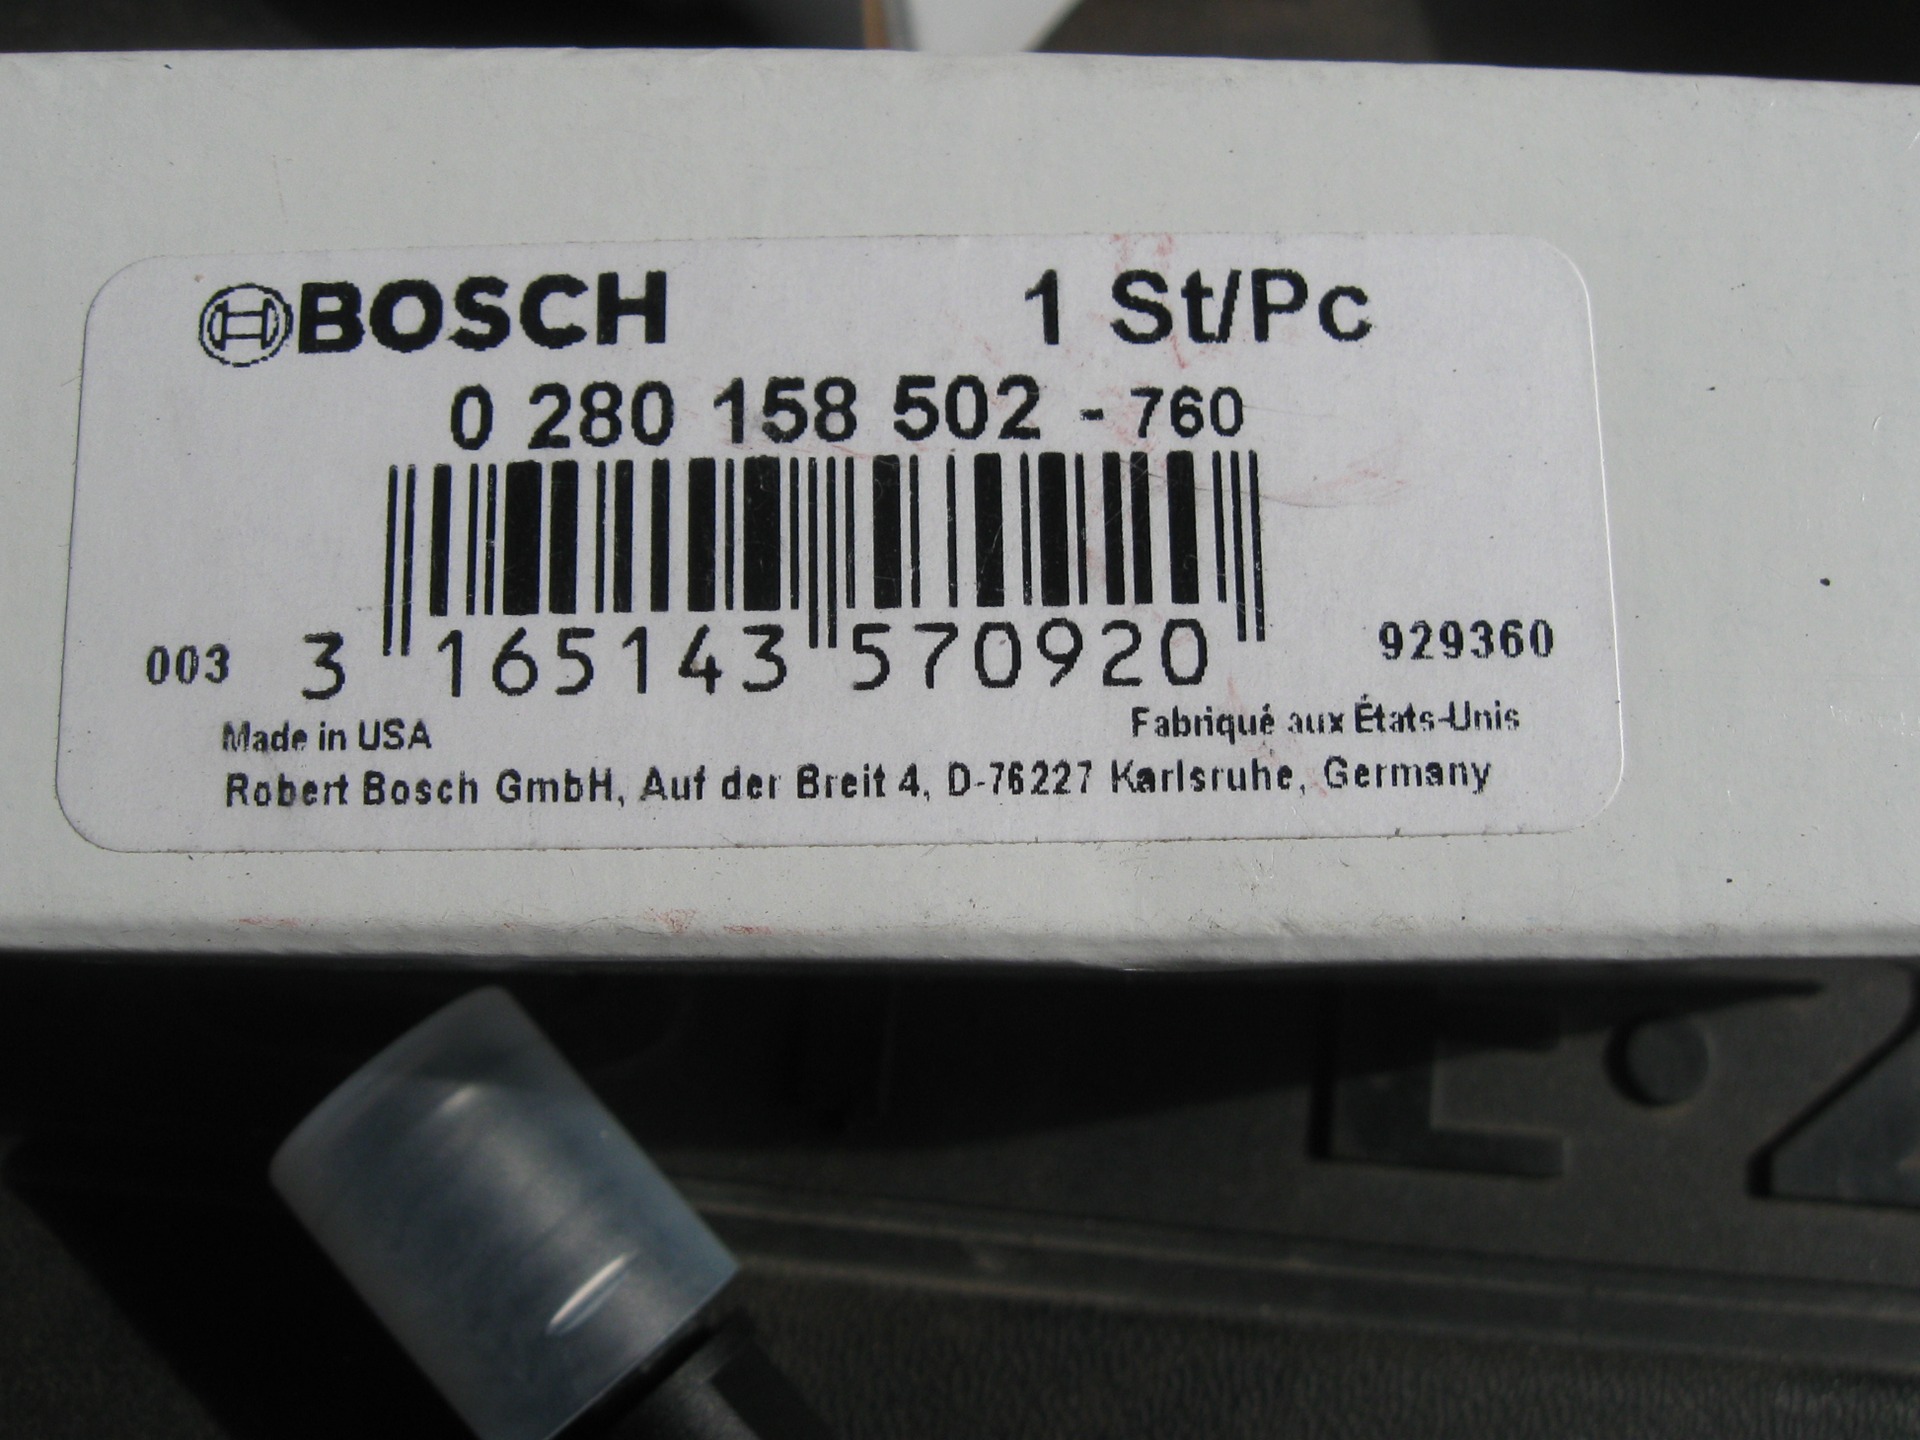 BOSCH 1 St/Pc
0 280 158 502 - 760
003 3 165143 570920 929360
Made in USA Fabriqué aux États-Unis
Robert Bosch GmbH, Auf der Breit 4, D-76227 Karlsruhe, Germany